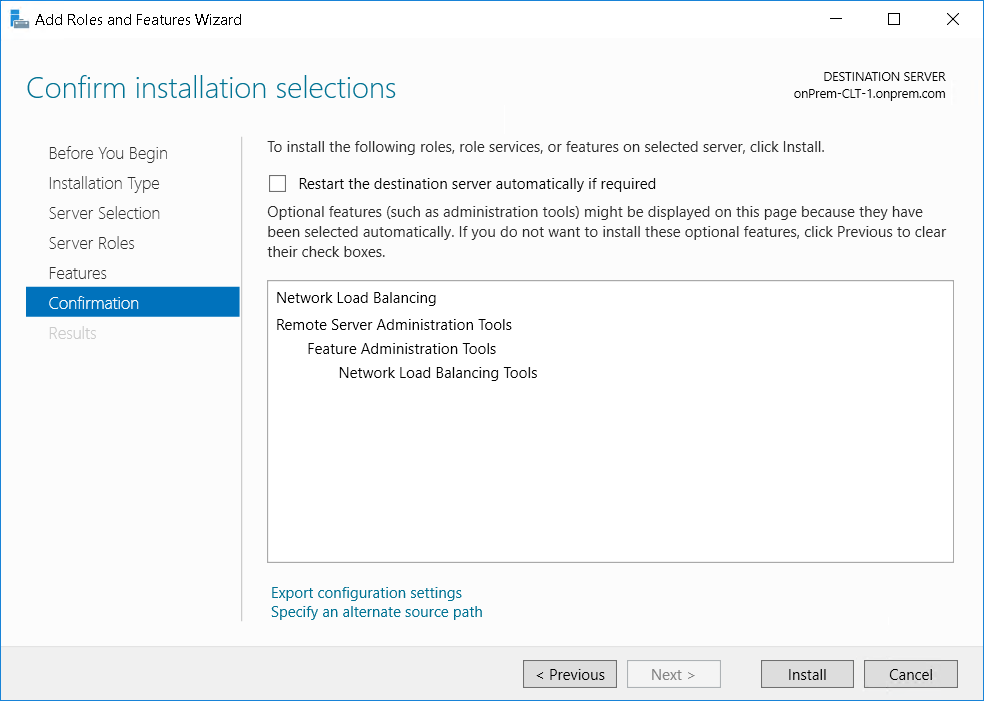 Add Roles and Features Wizard
Confirm installation selections
DESTINATION SERVER
onPrem-CLT-1.onprem.com
Before You Begin
Installation Type
Server Selection
Server Roles
Features
Confirmation
Results
To install the following roles, role services, or features on selected server, click Install.
Restart the destination server automatically if required
Optional features (such as administration tools) might be displayed on this page because they have
been selected automatically. If you do not want to install these optional features, click Previous to clear
their check boxes.
Network Load Balancing
Remote Server Administration Tools
Feature Administration Tools
Network Load Balancing Tools
Export configuration settings
Specify an alternate source path
< Previous
Next >
Install
Cancel